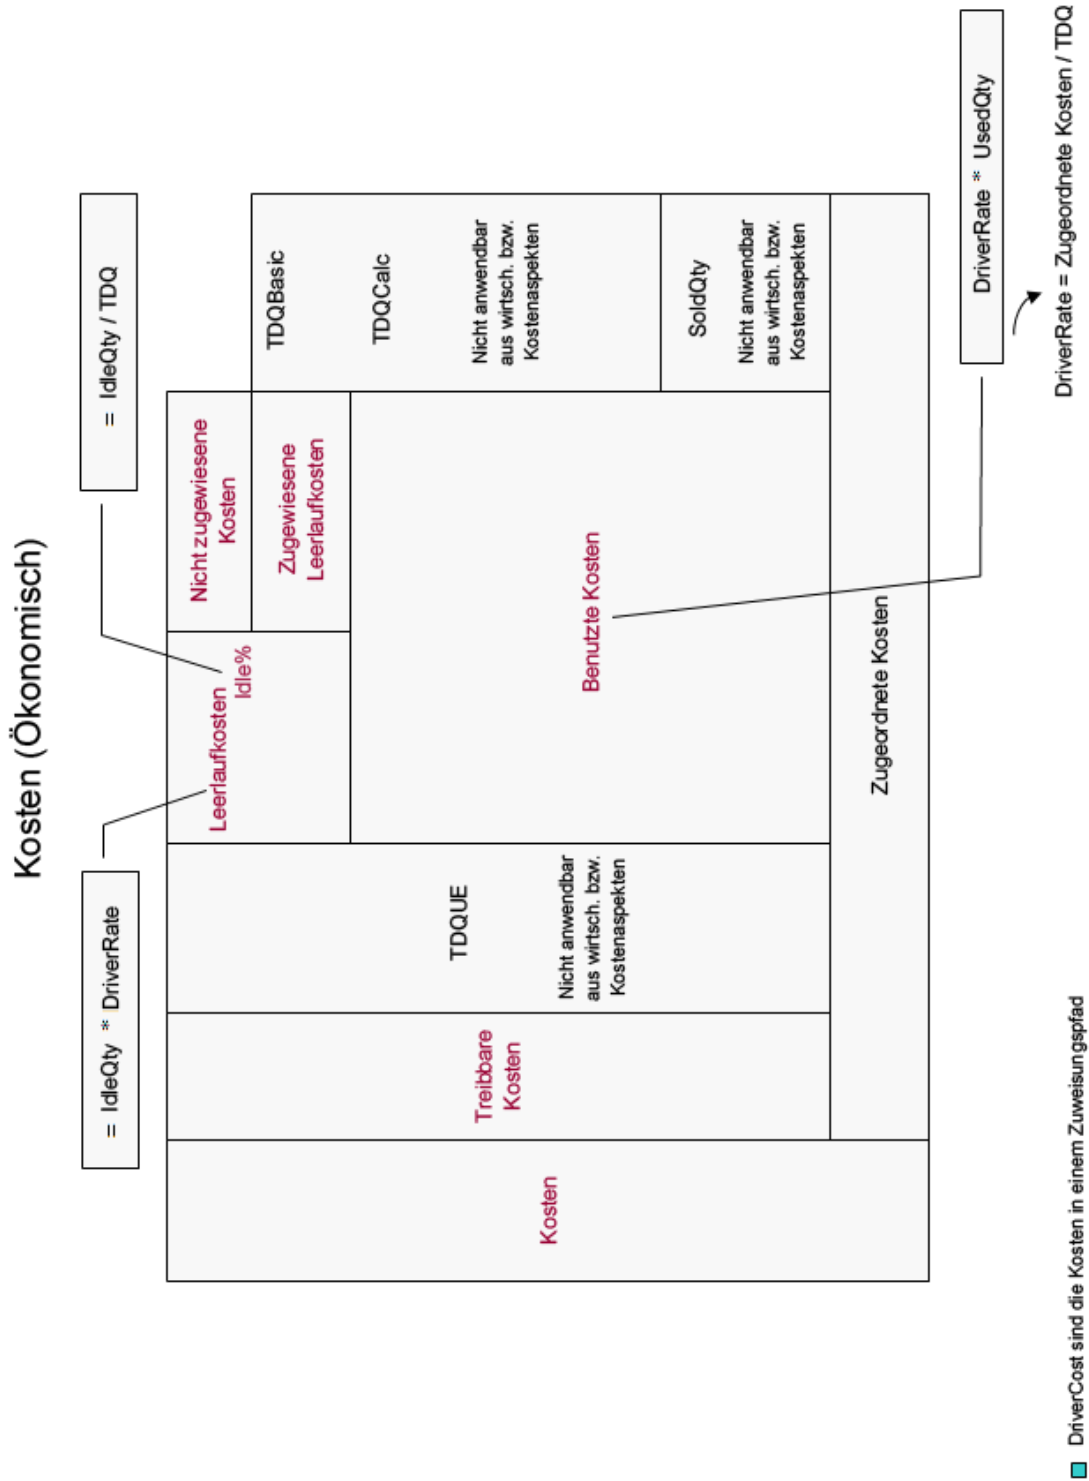 Kosten (Ökonomisch)
= IdleQty * DriverRate
= IdleQty / TDQ
Kosten
Treibbare
Kosten
TDQUE
Nicht anwendbar
aus wirtsch. bzw.
Kostenaspekten
Leerlaufkosten
Idle%
Nicht zugewiesene
Kosten
Zugewiesene
Leerlaufkosten
TDQBasic
TDQCalc
Nicht anwendbar
aus wirtsch. bzw.
Kostenaspekten
Benutzte Kosten
SoldQty
Nicht anwendbar
aus wirtsch. bzw.
Kostenaspekten
Zugeordnete Kosten
DriverRate * UsedQty
DriverRate = Zugeordnete Kosten / TDQ
DriverCost sind die Kosten in einem Zuweisungspfad